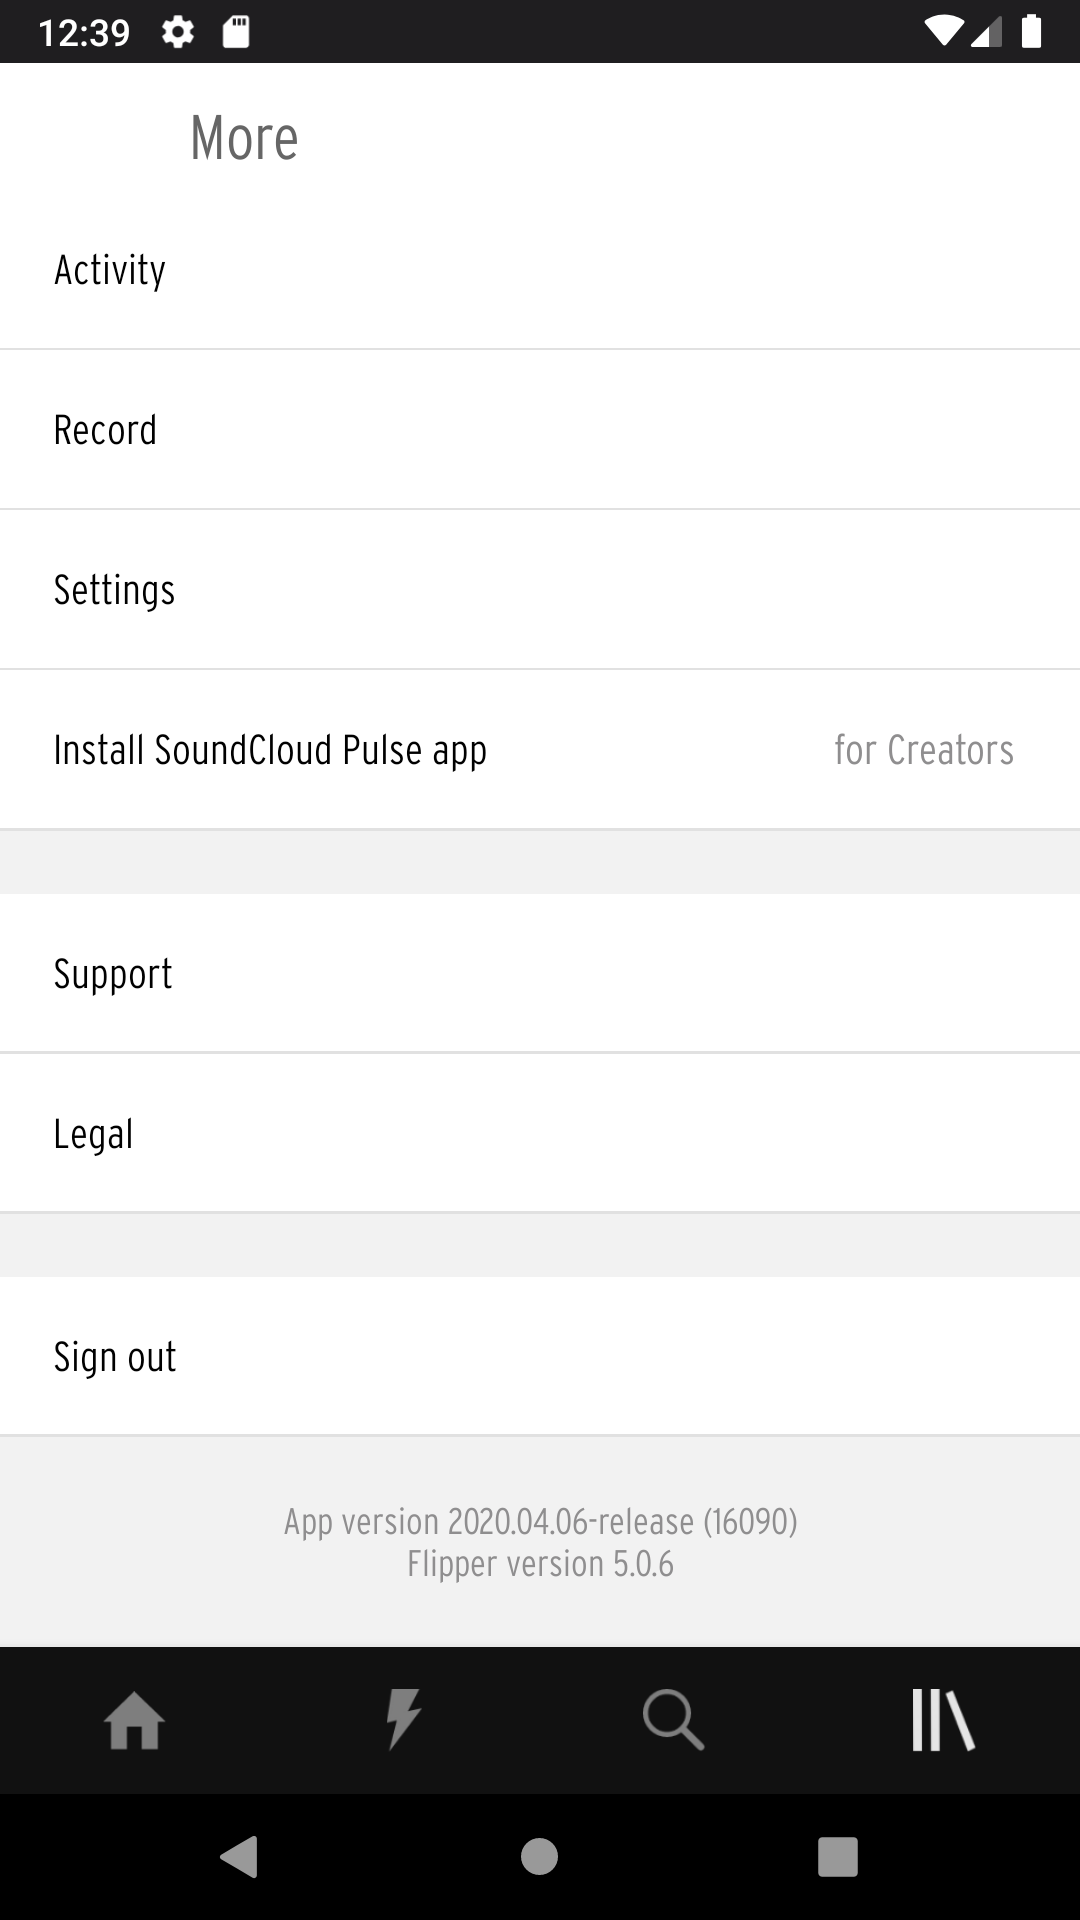 12:39
More
Activity
Record
Settings
Install SoundCloud Pulse app for Creators
Support
Legal
Sign out
App version 2020.04.06-release (16090)
Flipper version 5.0.6